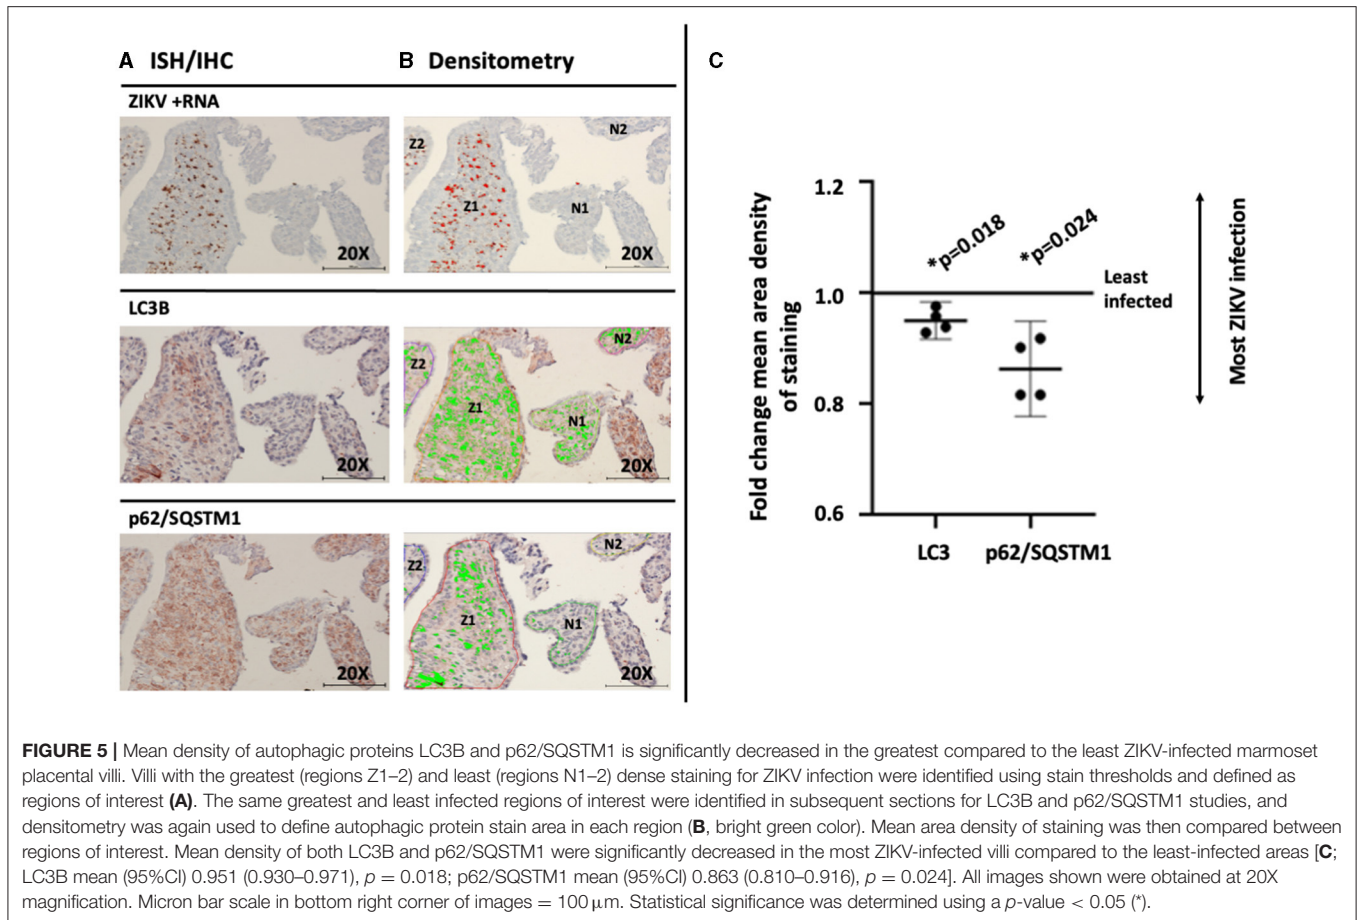 A ISH/IHC
B Densitometry
ZIKV +RNA
20X
Z2
Z1
N1
N2
20X
LC3B
20X
Z2
Z1
N1
N2
20X
p62/SQSTM1
20X
Z2
Z1
N1
N2
20X
C
Fold change mean area density
of staining
1.2
1.0
0.8
0.6
*p=0.018
*p=0.024
Least
infected
Most ZIKV infection
LC3
p62/SQSTM1
FIGURE 5 | Mean density of autophagic proteins LC3B and p62/SQSTM1 is significantly decreased in the greatest compared to the least ZIKV-infected marmoset
placental villi. Villi with the greatest (regions Z1–2) and least (regions N1–2) dense staining for ZIKV infection were identified using stain thresholds and defined as
regions of interest (A). The same greatest and least infected regions of interest were identified in subsequent sections for LC3B and p62/SQSTM1 studies, and
densitometry was again used to define autophagic protein stain area in each region (B, bright green color). Mean area density of staining was then compared between
regions of interest. Mean density of both LC3B and p62/SQSTM1 were significantly decreased in the most ZIKV-infected villi compared to the least-infected areas [C;
LC3B mean (95%CI) 0.951 (0.930–0.971), p = 0.018; p62/SQSTM1 mean (95%CI) 0.863 (0.810–0.916), p = 0.024]. All images shown were obtained at 20X
magnification. Micron bar scale in bottom right corner of images = 100 μm. Statistical significance was determined using a p-value < 0.05 (*).